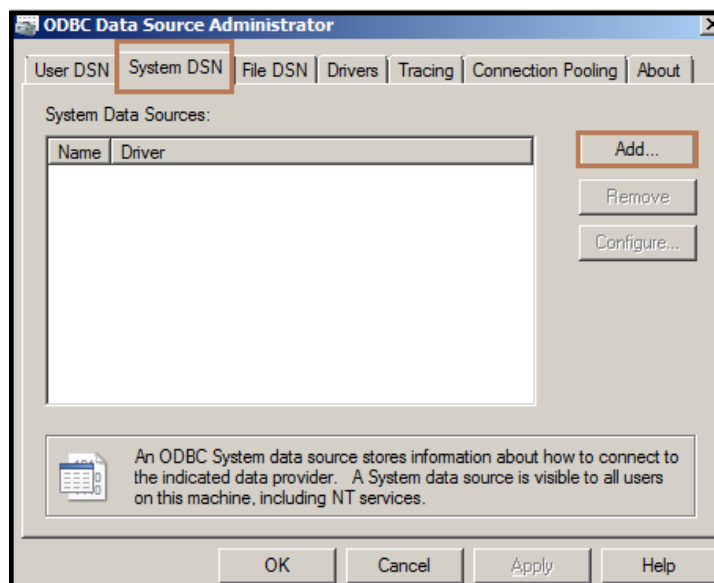 ODBC Data Source Administrator
User DSN System DSN File DSN Drivers Tracing Connection Pooling About
System Data Sources:
Name Driver
Add...
Remove
Configure...
An ODBC System data source stores information about how to connect to
the indicated data provider. A System data source is visible to all users
on this machine, including NT services.
OK Cancel Apply Help